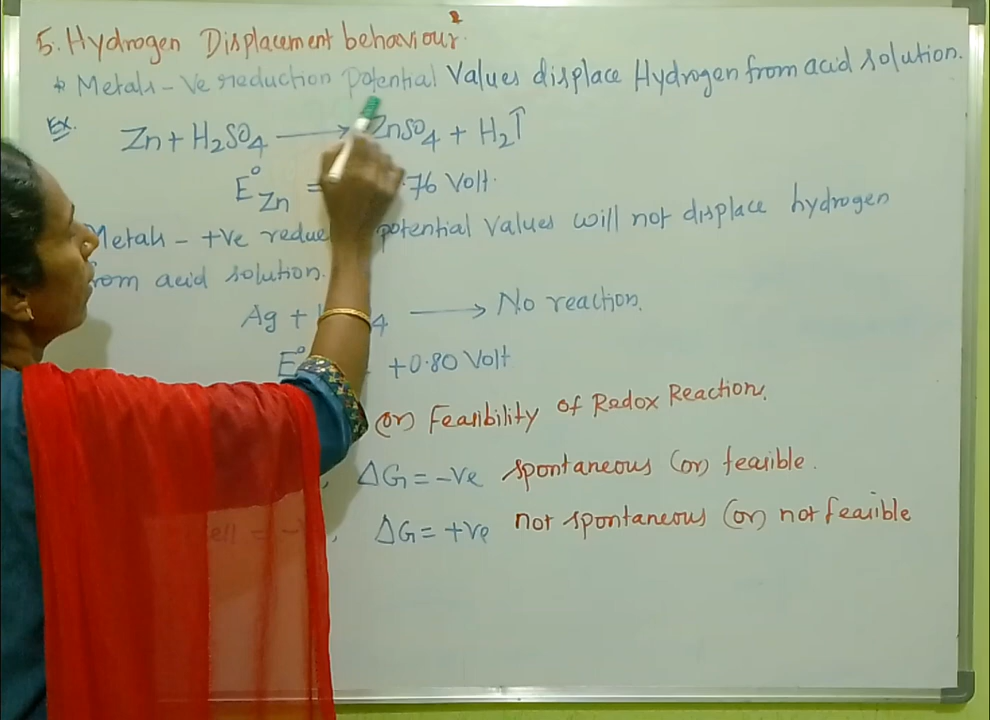 5. Hydrogen Displacement behaviour:
* Metals -Ve reduction potential Values displace Hydrogen from acid solution.
Ex. Zn + H2SO4 ⟶ ZnSO4 + H2↑
E°Zn = .76 Volt.
Metals - +Ve potential Values will not displace hydrogen
from acid solution.
Ag + 4 ⟶ No reaction.
E° +0.80 Volt
(or) Feasibility of Redox Reaction.
, ΔG = -Ve spontaneous (or) feasible.
ell = - , ΔG = +Ve not spontaneous (or) not feasible